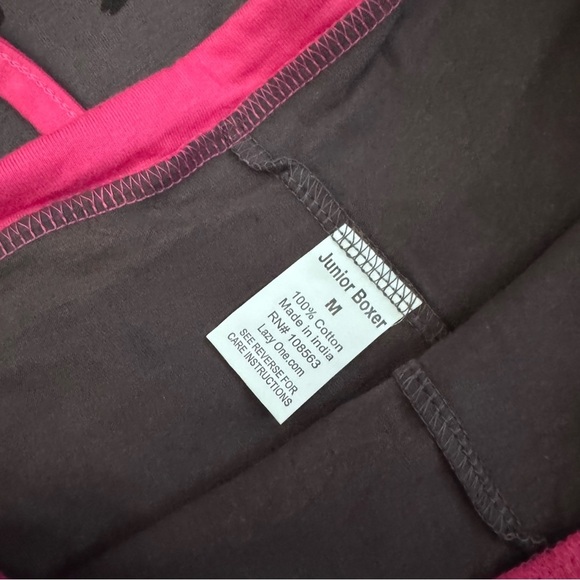 Junior Boxer
M
100% Cotton
Made in India
RN# 108563
Lazy One.com
SEE REVERSE FOR
CARE INSTRUCTIONS